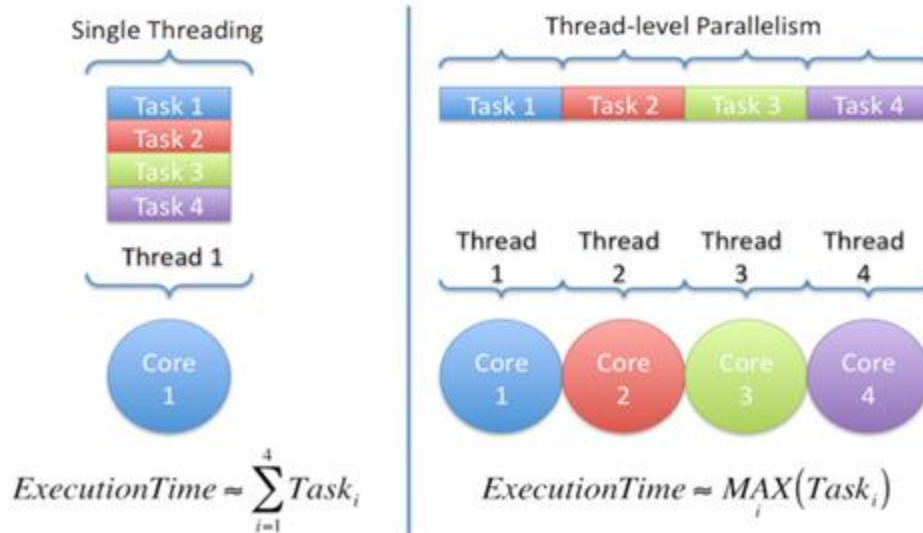 Single Threading
Task 1
Task 2
Task 3
Task 4
Thread 1
Core
1
ExecutionTime ≈ ∑_{i=1}^{4} Task_i
Thread-level Parallelism
Task 1 Task 2 Task 3 Task 4
Thread Thread Thread Thread
1 2 3 4
Core Core Core Core
1 2 3 4
ExecutionTime ≈ MAX_i(Task_i)